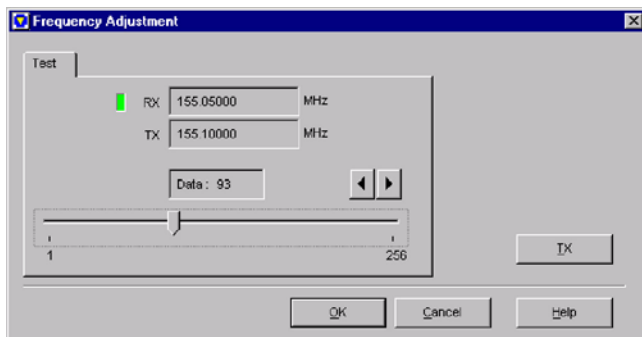 Frequency Adjustment
Test
RX 155.05000 MHz
TX 155.10000 MHz
Data : 93
1 256
TX
OK Cancel Help